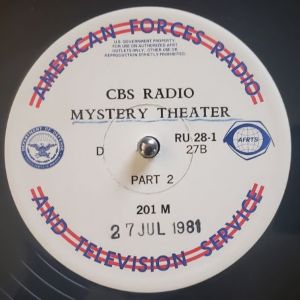 AMERICAN FORCES RADIO
U.S. GOVERNMENT PROPERTY
FOR USE ON AUTHORIZED AFRT
OUTLETS ONLY. OTHER USE OR
REPRODUCTION STRICTLY PROHIBITED
CBS RADIO
MYSTERY THEATER
D
RU 28-1
27B
AFRTS
PART 2
201 M
27 JUL 1981
AND TELEVISION SERVICE